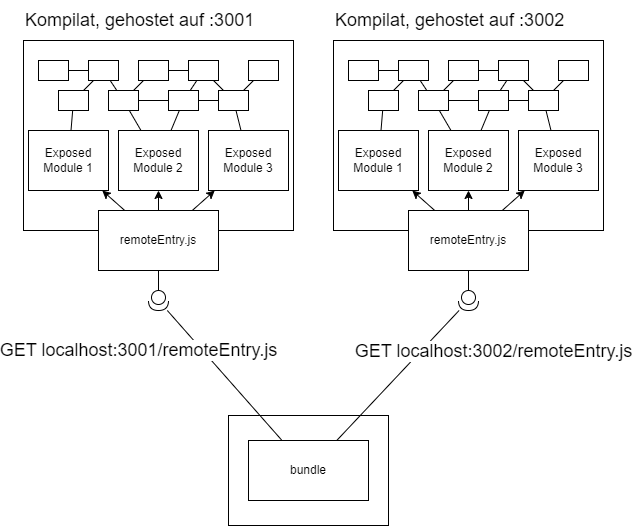 Kompilat, gehostet auf :3001
Kompilat, gehostet auf :3002
Exposed
Module 1
Exposed
Module 2
Exposed
Module 3
Exposed
Module 1
Exposed
Module 2
Exposed
Module 3
remoteEntry.js
remoteEntry.js
GET localhost:3001/remoteEntry.js
GET localhost:3002/remoteEntry.js
bundle